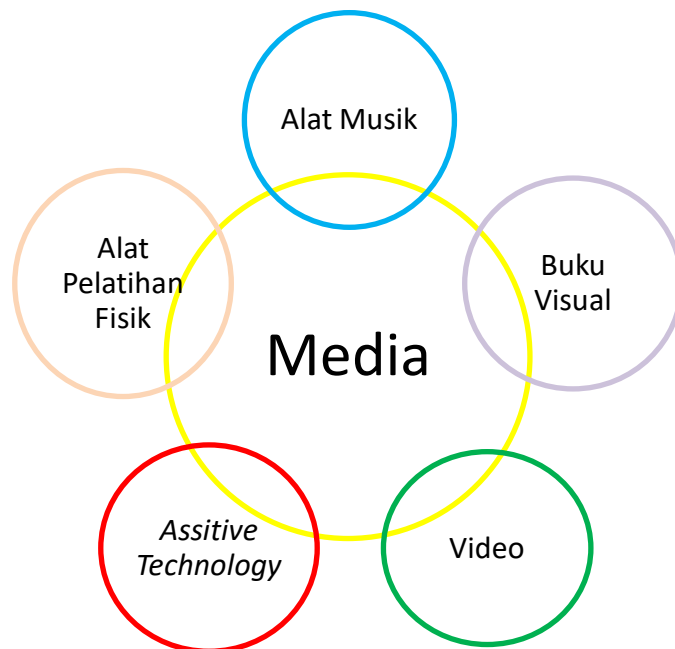 Alat Musik
Alat
Pelatihan
Fisik
Buku
Visual
Media
Assitive
Technology
Video